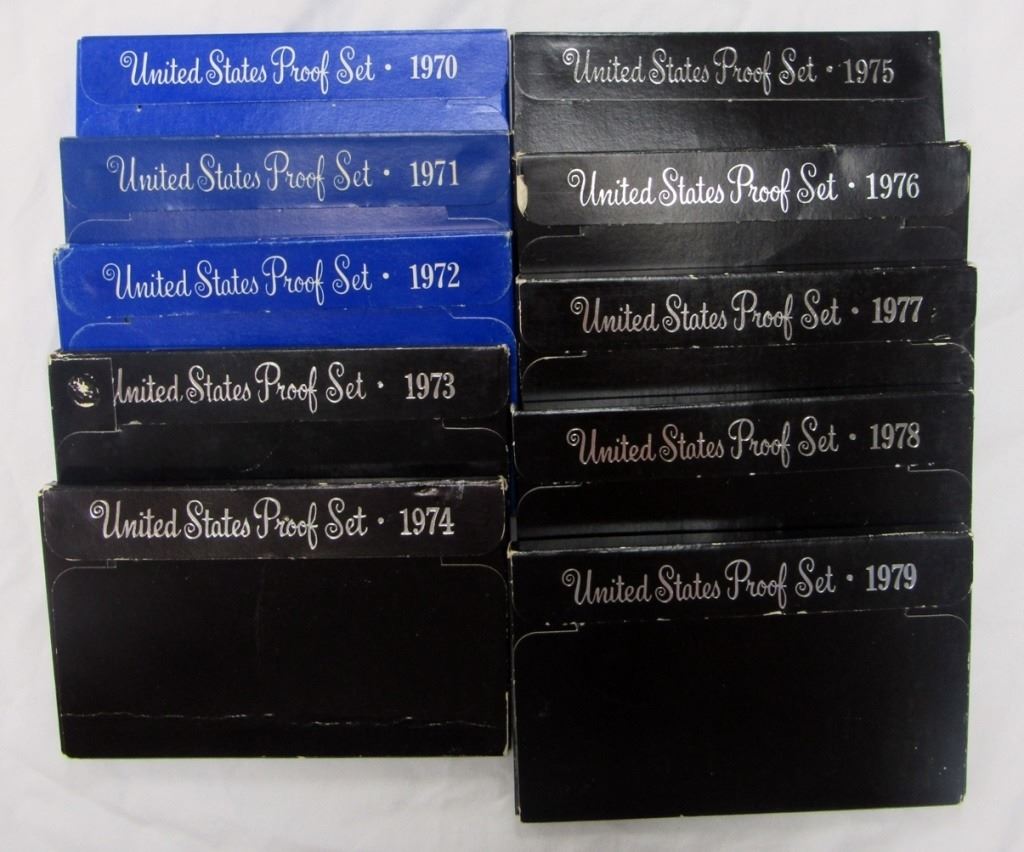 United States Proof Set • 1970
United States Proof Set • 1971
United States Proof Set • 1972
United States Proof Set • 1973
United States Proof Set • 1974
United States Proof Set • 1975
United States Proof Set • 1976
United States Proof Set • 1977
United States Proof Set • 1978
United States Proof Set • 1979